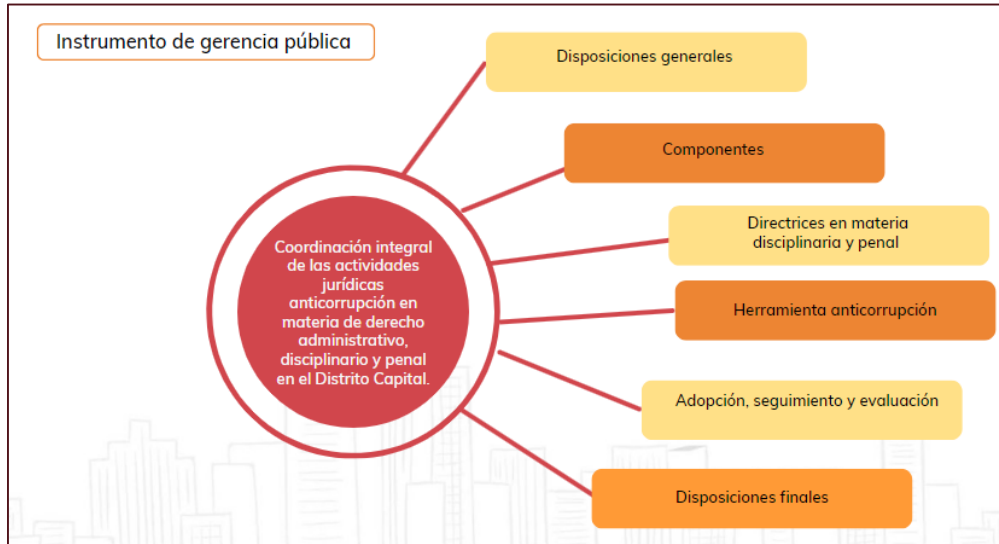 Instrumento de gerencia pública
Disposiciones generales
Componentes
Directrices en materia
disciplinaria y penal
Herramienta anticorrupción
Adopción, seguimiento y evaluación
Disposiciones finales
Coordinación integral
de las actividades
jurídicas
anticorrupción en
materia de derecho
administrativo,
disciplinario y penal
en el Distrito Capital.